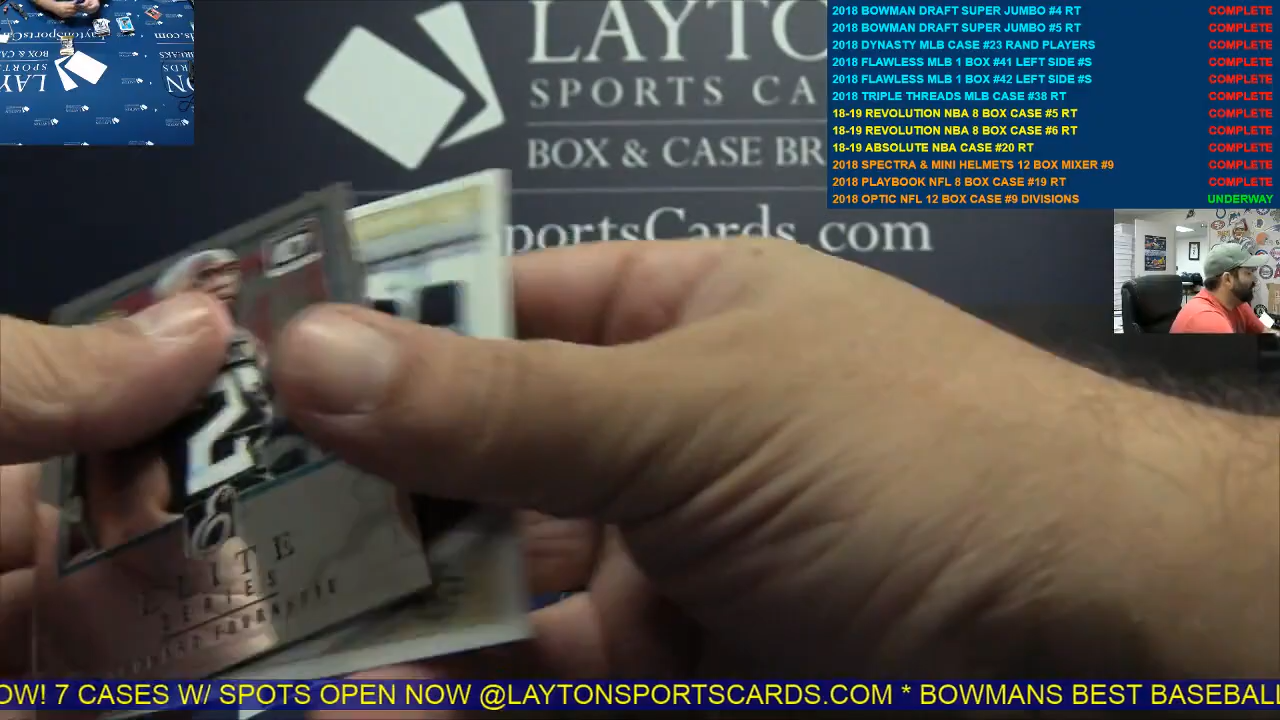 2018 BOWMAN DRAFT SUPER JUMBO #4 RT COMPLETE
2018 BOWMAN DRAFT SUPER JUMBO #5 RT COMPLETE
2018 DYNASTY MLB CASE #23 RAND PLAYERS COMPLETE
2018 FLAWLESS MLB 1 BOX #41 LEFT SIDE #S COMPLETE
2018 FLAWLESS MLB 1 BOX #42 LEFT SIDE #S COMPLETE
2018 TRIPLE THREADS MLB CASE #38 RT COMPLETE
18-19 REVOLUTION NBA 8 BOX CASE #5 RT COMPLETE
18-19 REVOLUTION NBA 8 BOX CASE #6 RT COMPLETE
18-19 ABSOLUTE NBA CASE #20 RT COMPLETE
2018 SPECTRA & MINI HELMETS 12 BOX MIXER #9 COMPLETE
2018 PLAYBOOK NFL 8 BOX CASE #19 RT COMPLETE
2018 OPTIC NFL 12 BOX CASE #9 DIVISIONS UNDERWAY
LAYTO
SPORTS CA
BOX & CASE BR
portsCards.com
ELITE
SERIES
OW! 7 CASES W/ SPOTS OPEN NOW @LAYTONSPORTSCARDS.COM * BOWMANS BEST BASEBAL